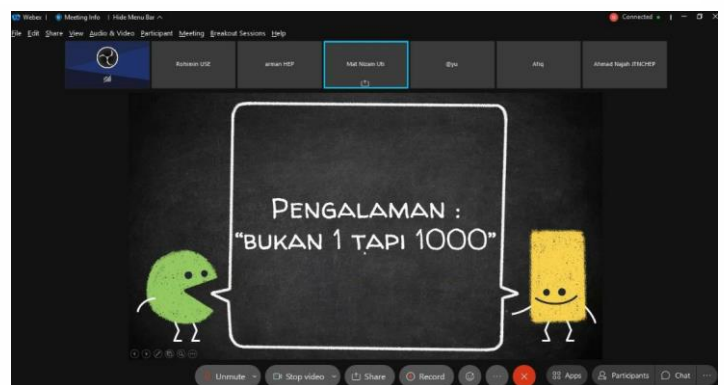 Webex Meeting Info Hide Menu Bar Connected
File Edit Share View Audio & Video Participant Meeting Breakout Sessions Help
Rohimin USE arman HEP Mat Nizam Uti @yu Afiq Ahmad Najah JTNCHEP
PENGALAMAN :
"BUKAN 1 TAPI 1000"
Unmute Stop video Share Record Apps Participants Chat